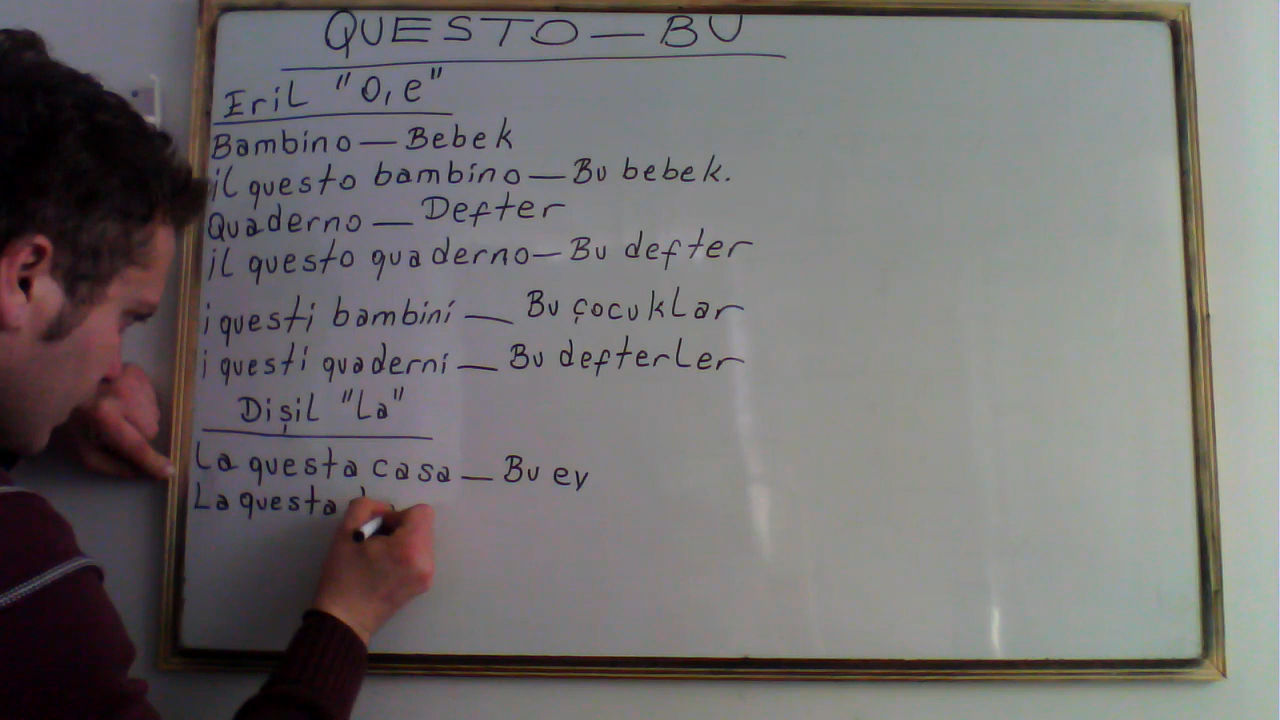 QUESTO — BU
Eril "O, e"
Bambino — Bebek
il questo bambino — Bu bebek.
Quaderno — Defter
il questo quaderno — Bu defter
i questi bambini — Bu çocuklar
i questi quaderni — Bu defterler
Dişil "La"
La questa casa — Bu ev
La questa